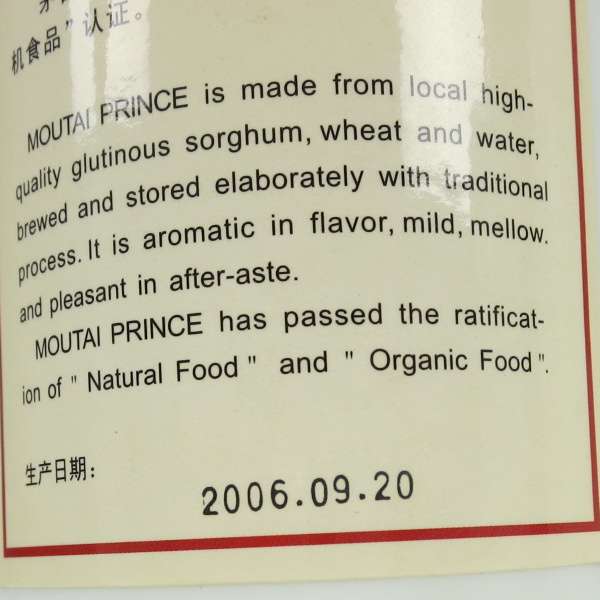 机食品"认证。
MOUTAI PRINCE is made from local high-
quality glutinous sorghum, wheat and water,
brewed and stored elaborately with traditional
process. It is aromatic in flavor, mild, mellow.
and pleasant in after-aste.
MOUTAI PRINCE has passed the ratificat-
ion of " Natural Food " and " Organic Food ".
生产日期:
2006.09.20